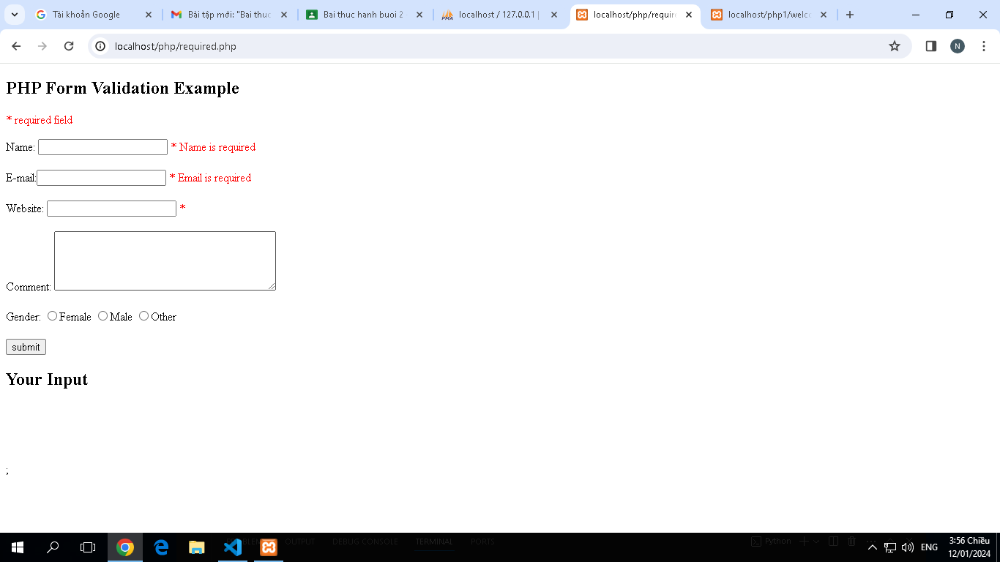 Tài khoản Google
Bài tập mới: "Bai thuc
Bai thuc hanh buoi 2
localhost / 127.0.0.1 |
localhost/php/require
localhost/php1/welco
localhost/php/required.php
N
PHP Form Validation Example
* required field
Name: * Name is required
E-mail: * Email is required
Website: *
Comment:
Gender: Female Male Other
submit
Your Input
;
OUTPUT DEBUG CONSOLE TERMINAL PORTS Python
ENG
3:56 Chiều
12/01/2024